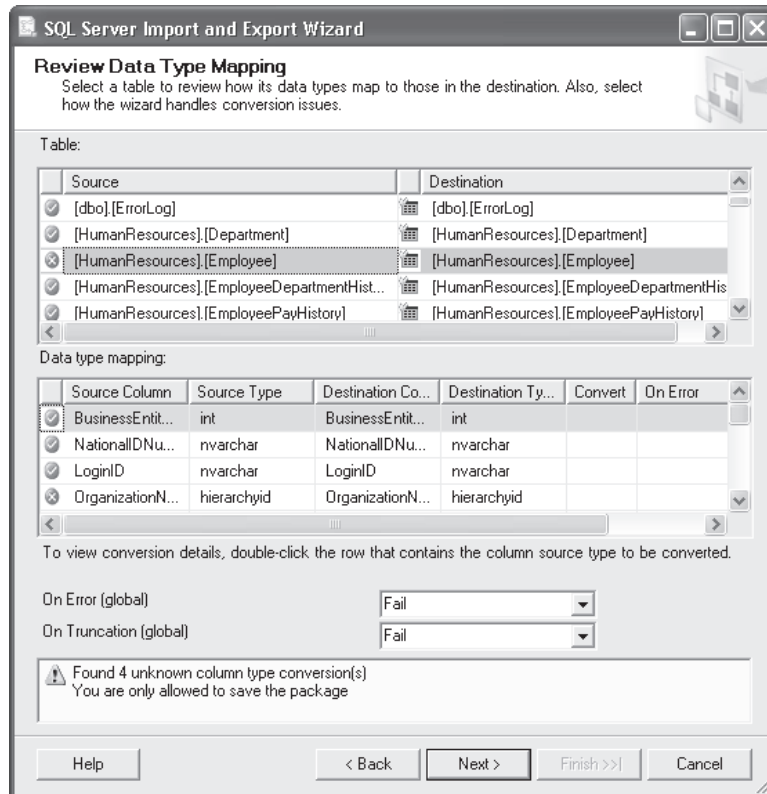 SQL Server Import and Export Wizard
Review Data Type Mapping
Select a table to review how its data types map to those in the destination. Also, select
how the wizard handles conversion issues.
Table:
Source Destination
[dbo].[ErrorLog] [dbo].[ErrorLog]
[HumanResources].[Department] [HumanResources].[Department]
[HumanResources].[Employee] [HumanResources].[Employee]
[HumanResources].[EmployeeDepartmentHist... [HumanResources].[EmployeeDepartmentHis
[HumanResources].[EmployeePayHistory] [HumanResources].[EmployeePayHistory]
Data type mapping:
Source Column Source Type Destination Co... Destination Ty... Convert On Error
BusinessEntit... int BusinessEntit... int
NationalIDNu... nvarchar NationalIDNu... nvarchar
LoginID nvarchar LoginID nvarchar
OrganizationN... hierarchyid OrganizationN... hierarchyid
To view conversion details, double-click the row that contains the column source type to be converted.
On Error (global) Fail
On Truncation (global) Fail
Found 4 unknown column type conversion(s)
You are only allowed to save the package
Help < Back Next > Finish >>| Cancel